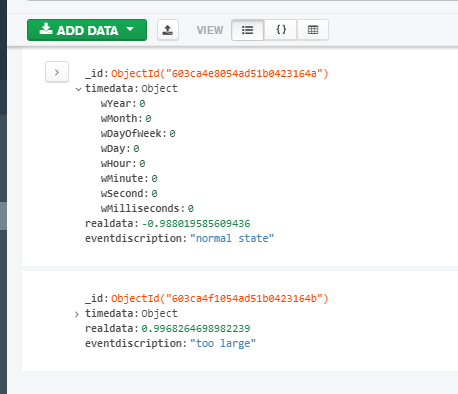 ADD DATA VIEW { }
_id: ObjectId("603ca4e8054ad51b0423164a")
timedata: Object
wYear: 0
wMonth: 0
wDayOfWeek: 0
wDay: 0
wHour: 0
wMinute: 0
wSecond: 0
wMilliseconds: 0
realdata: -0.988019585609436
eventdiscription: "normal state"
_id: ObjectId("603ca4f1054ad51b0423164b")
timedata: Object
realdata: 0.9968264698982239
eventdiscription: "too large"